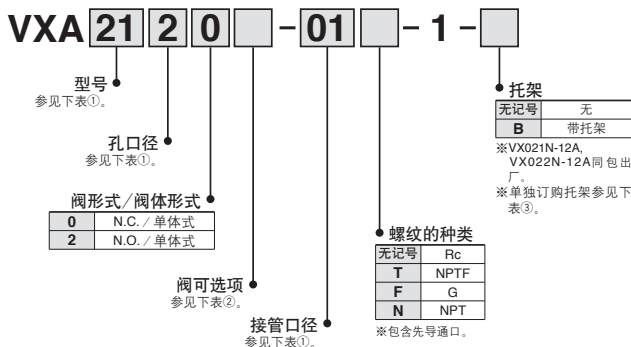 VXA 21 2 0 - 01 - 1 -
型号
参见下表①。
孔口径
参见下表①。
阀形式/阀体形式
0 N.C. / 单体式
2 N.O. / 单体式
阀可选项
参见下表②。
接管口径
参见下表①。
螺纹的种类
无记号 Rc
T NPTF
F G
N NPT
※包含先导通口。
托架
无记号 无
B 带托架
※VX021N-12A,
VX022N-12A同包出
厂。
※单独订购托架参见下
表③。